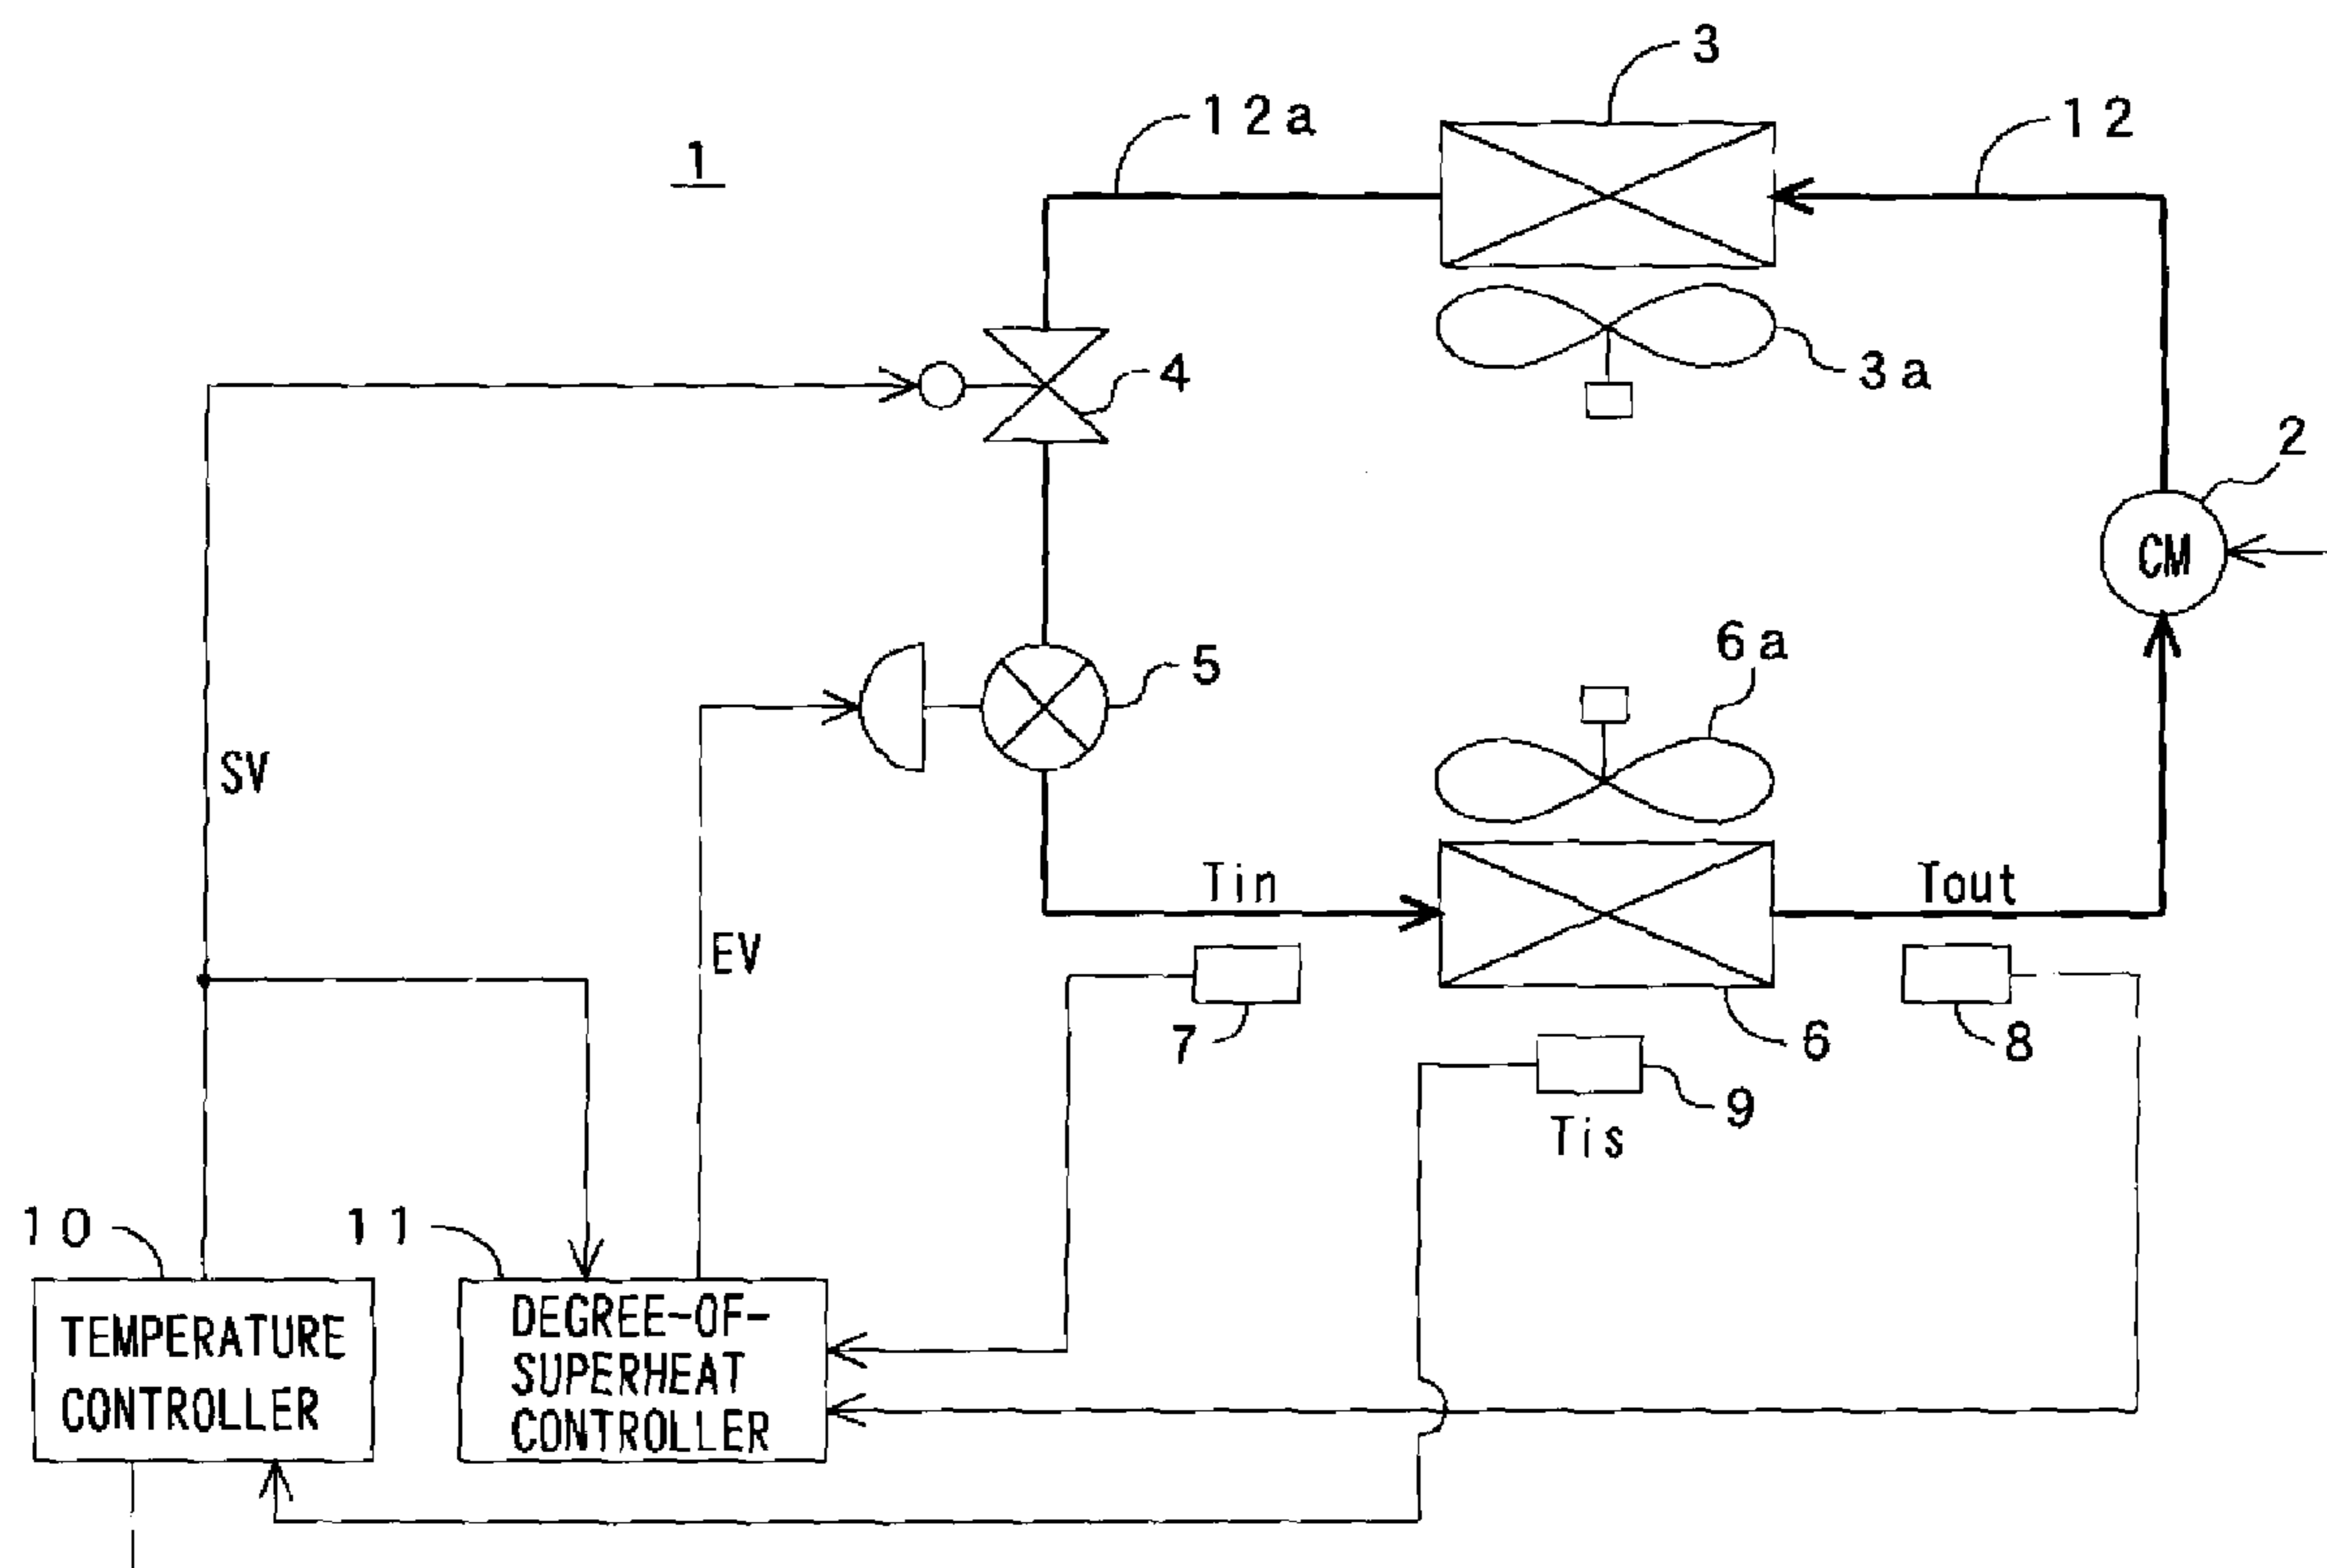 3
12a
12
1
4
3a
2
CM
5
6a
SV
Tin
Tout
EV
7
6
8
9
Tis
10
11
TEMPERATURE
CONTROLLER
DEGREE-OF-
SUPERHEAT
CONTROLLER